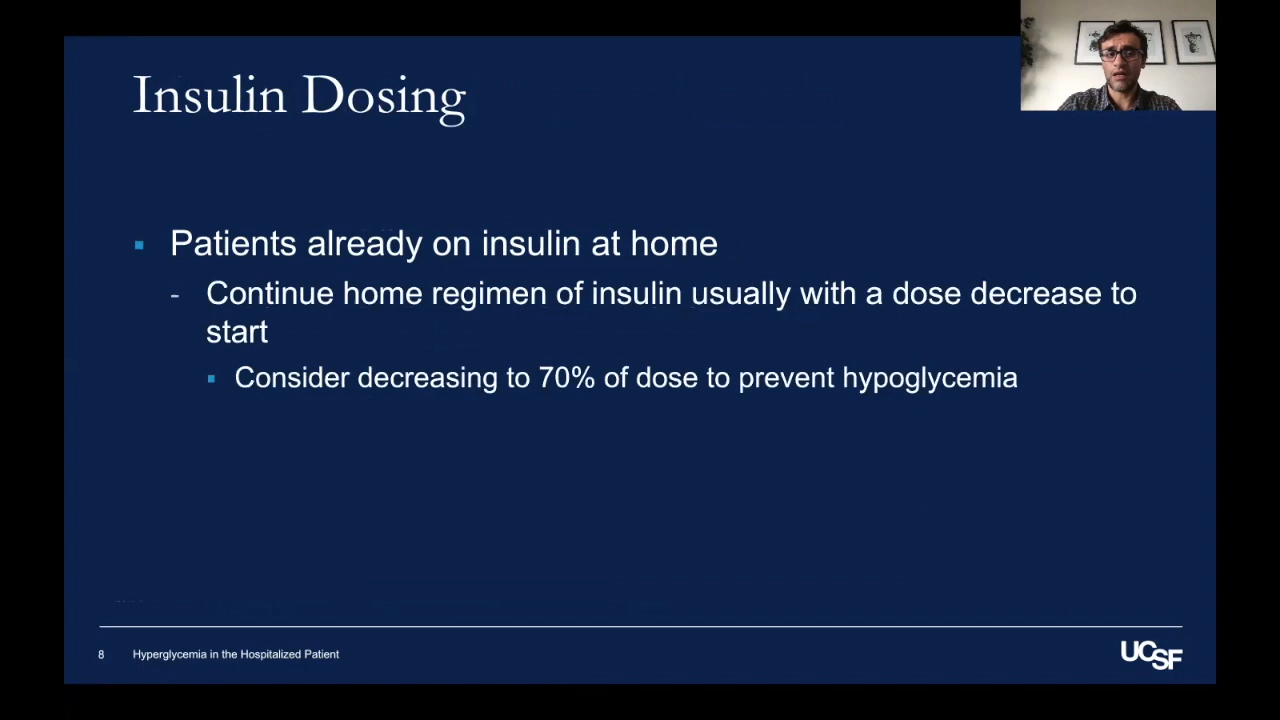 Insulin Dosing
▪ Patients already on insulin at home
- Continue home regimen of insulin usually with a dose decrease to
start
▪ Consider decreasing to 70% of dose to prevent hypoglycemia
8 Hyperglycemia in the Hospitalized Patient
UCSF